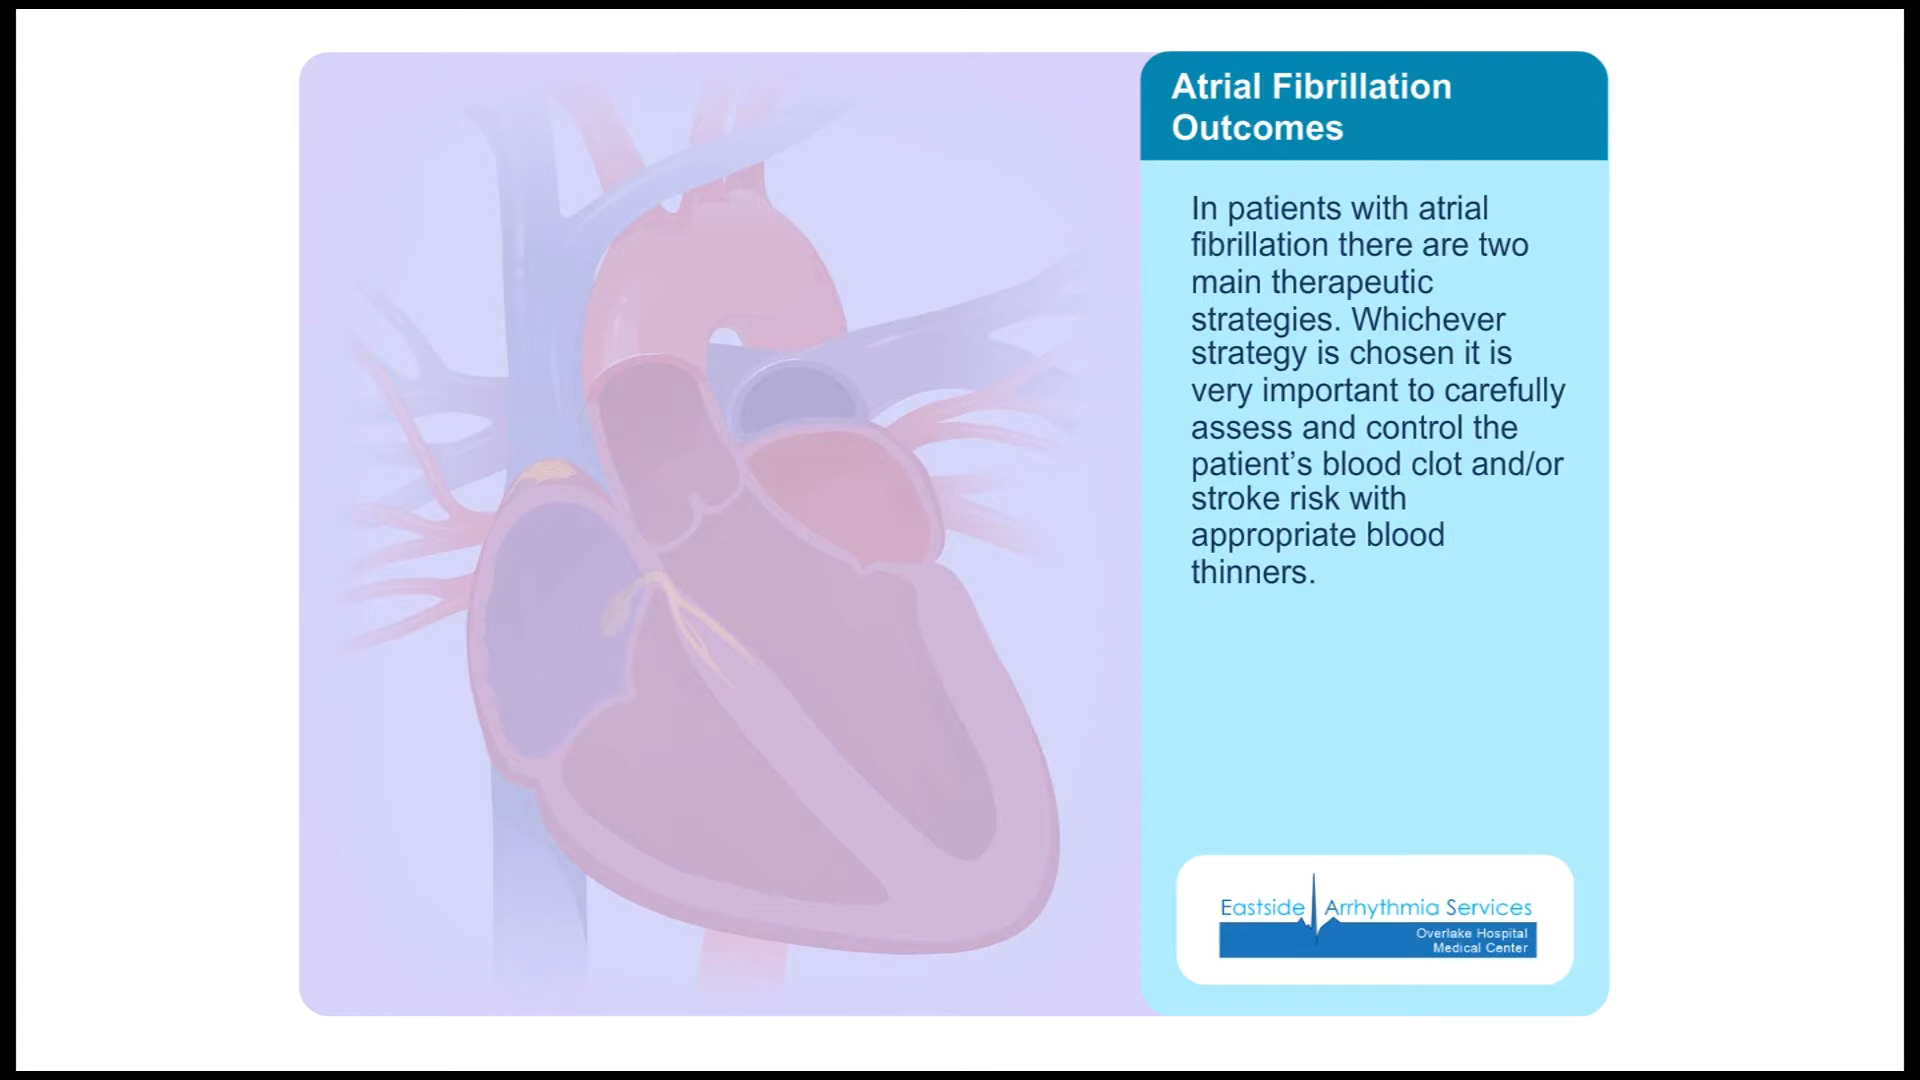 Atrial Fibrillation
Outcomes
In patients with atrial
fibrillation there are two
main therapeutic
strategies. Whichever
strategy is chosen it is
very important to carefully
assess and control the
patient’s blood clot and/or
stroke risk with
appropriate blood
thinners.
Eastside Arrhythmia Services
Overlake Hospital
Medical Center